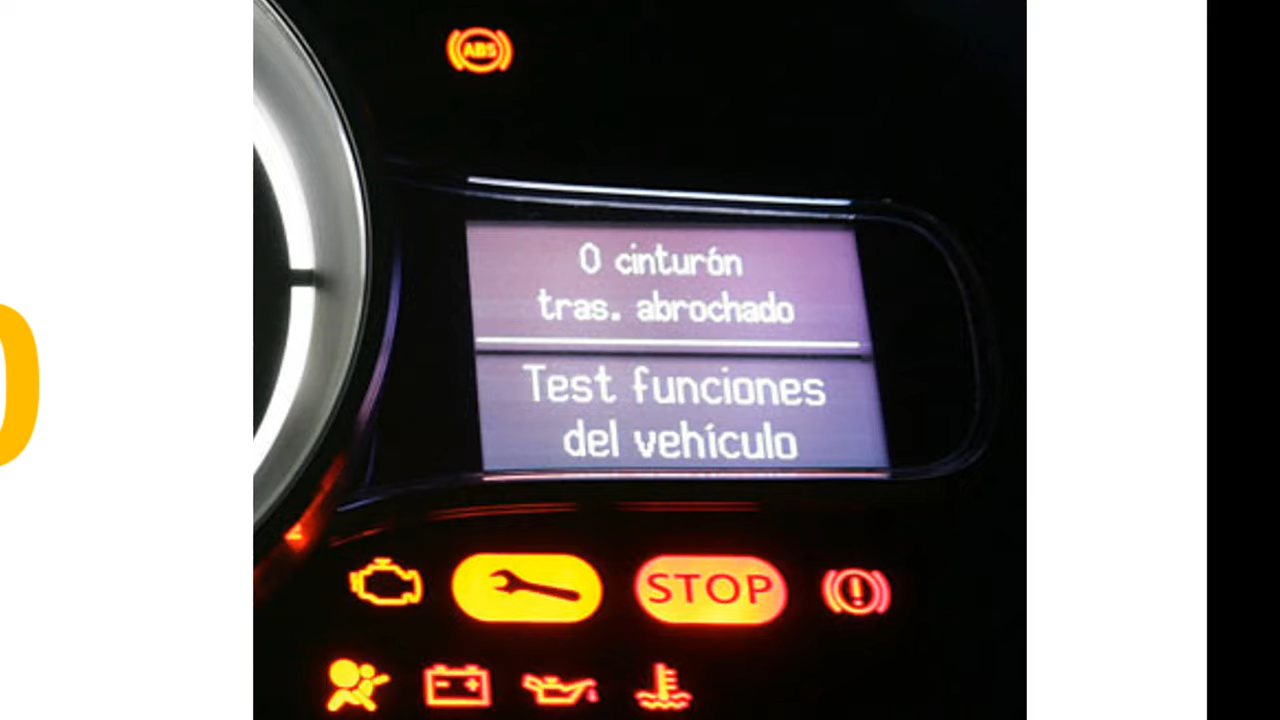 ABS
0 cinturón
tras. abrochado
Test funciones
del vehículo
STOP